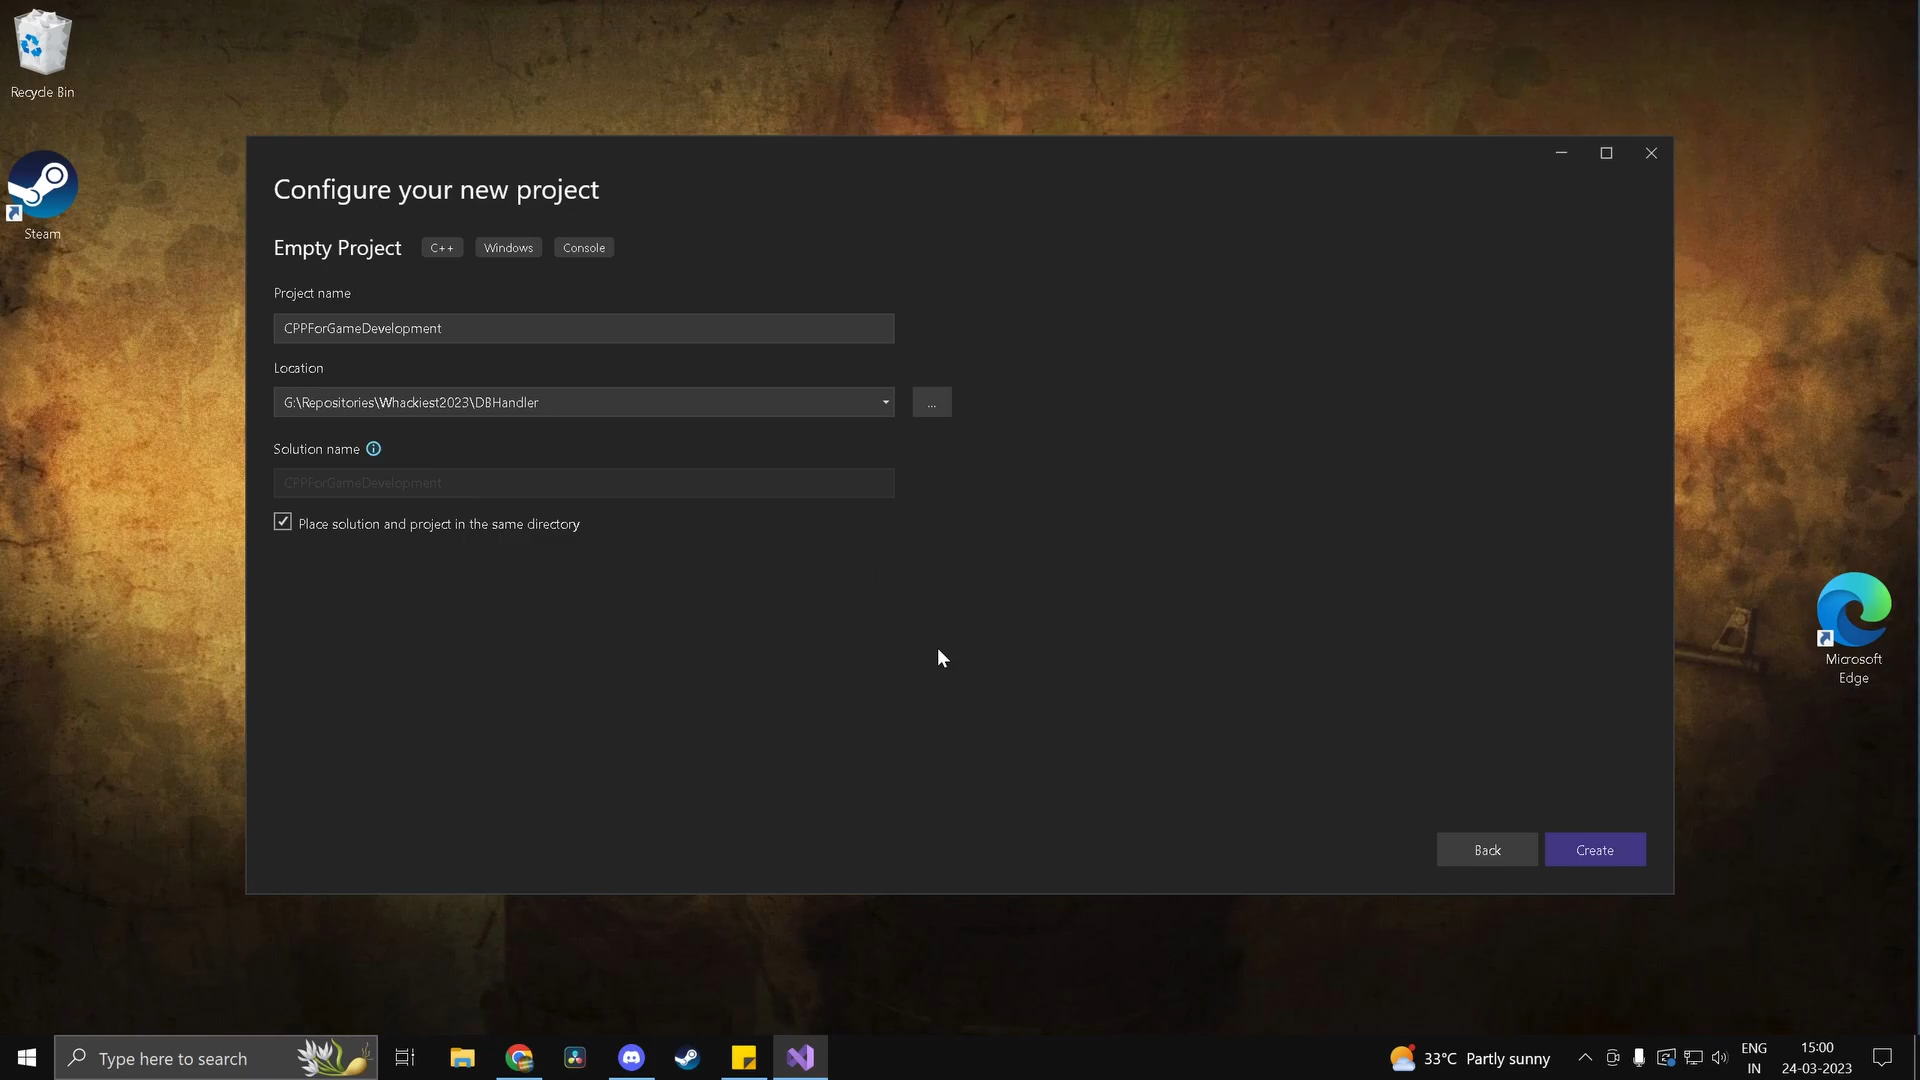 Recycle Bin
Steam
Configure your new project
Empty Project
C++
Windows
Console
Project name
CPPForGameDevelopment
Location
G:\Repositories\Whackiest2023\DBHandler
...
Solution name
CPPForGameDevelopment
Place solution and project in the same directory
Back
Create
Microsoft
Edge
Type here to search
33°C Partly sunny
ENG
IN
15:00
24-03-2023